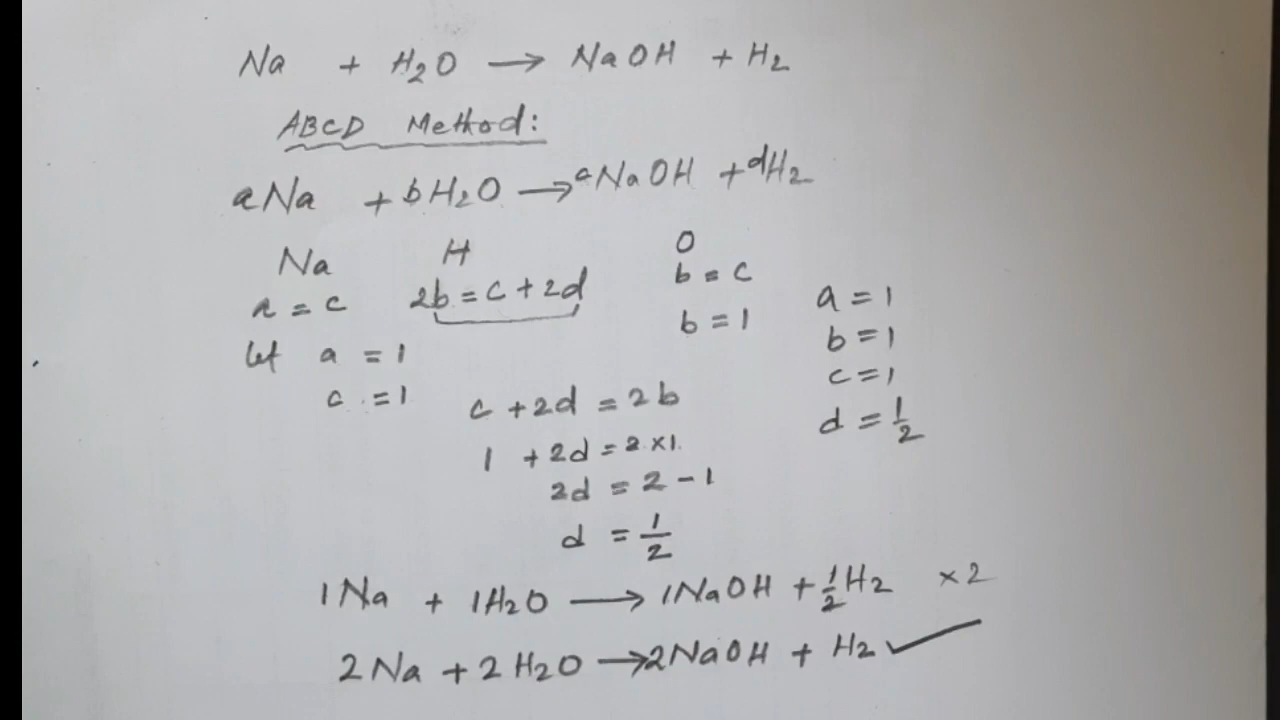 Na + H₂O → NaOH + H₂
ABCD Method:
aNa + bH₂O → cNaOH + dH₂
Na H O
a = c 2b = c + 2d b = c
let a = 1 b = 1
c = 1
c + 2d = 2b
1 + 2d = 2 × 1
2d = 2 - 1
d = 1/2
a = 1
b = 1
c = 1
d = 1/2
1Na + 1H₂O → 1NaOH + 1/2H₂ ×2
2Na + 2H₂O → 2NaOH + H₂ ✓